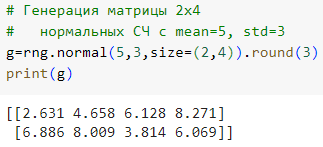 # Генерация матрицы 2x4
#   нормальных СЧ с mean=5, std=3
g=rng.normal(5,3,size=(2,4)).round(3)
print(g)
[[2.631 4.658 6.128 8.271]
 [6.886 8.009 3.814 6.069]]